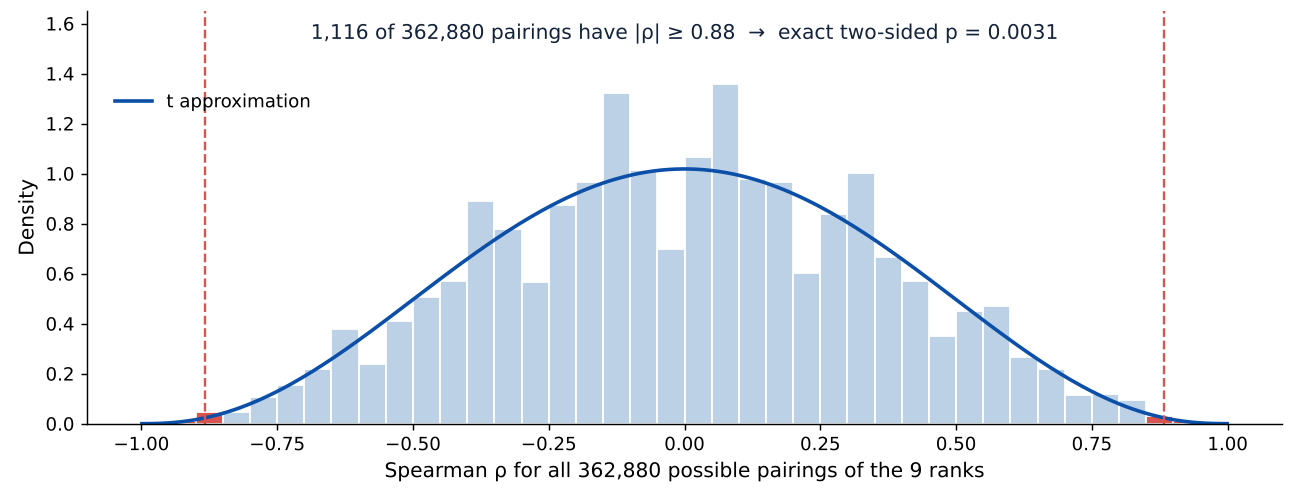 1,116 of 362,880 pairings have |ρ| ≥ 0.88 → exact two-sided p = 0.0031
t approximation
Density
1.6
1.4
1.2
1.0
0.8
0.6
0.4
0.2
0.0
−1.00 −0.75 −0.50 −0.25 0.00 0.25 0.50 0.75 1.00
Spearman ρ for all 362,880 possible pairings of the 9 ranks